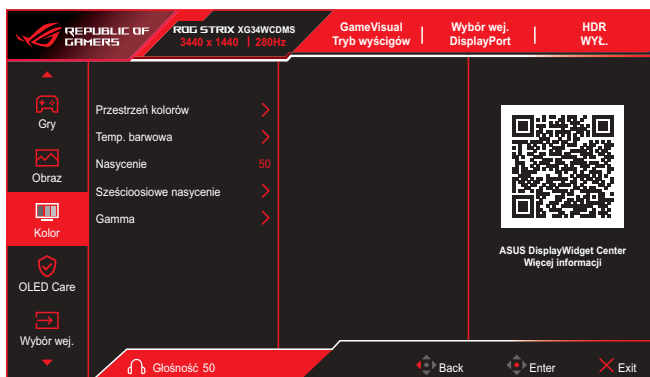 REPUBLIC OF
GAMERS
ROG STRIX XG34WCDMS
3440 x 1440 | 280Hz
GameVisual
Tryb wyścigów
Wybór wej.
DisplayPort
HDR
WYŁ.
Gry
Obraz
Kolor
OLED Care
Wybór wej.
Przestrzeń kolorów
Temp. barwowa
Nasycenie 50
Sześcioosiowe nasycenie
Gamma
ASUS DisplayWidget Center
Więcej informacji
Głośność 50
Back
Enter
Exit